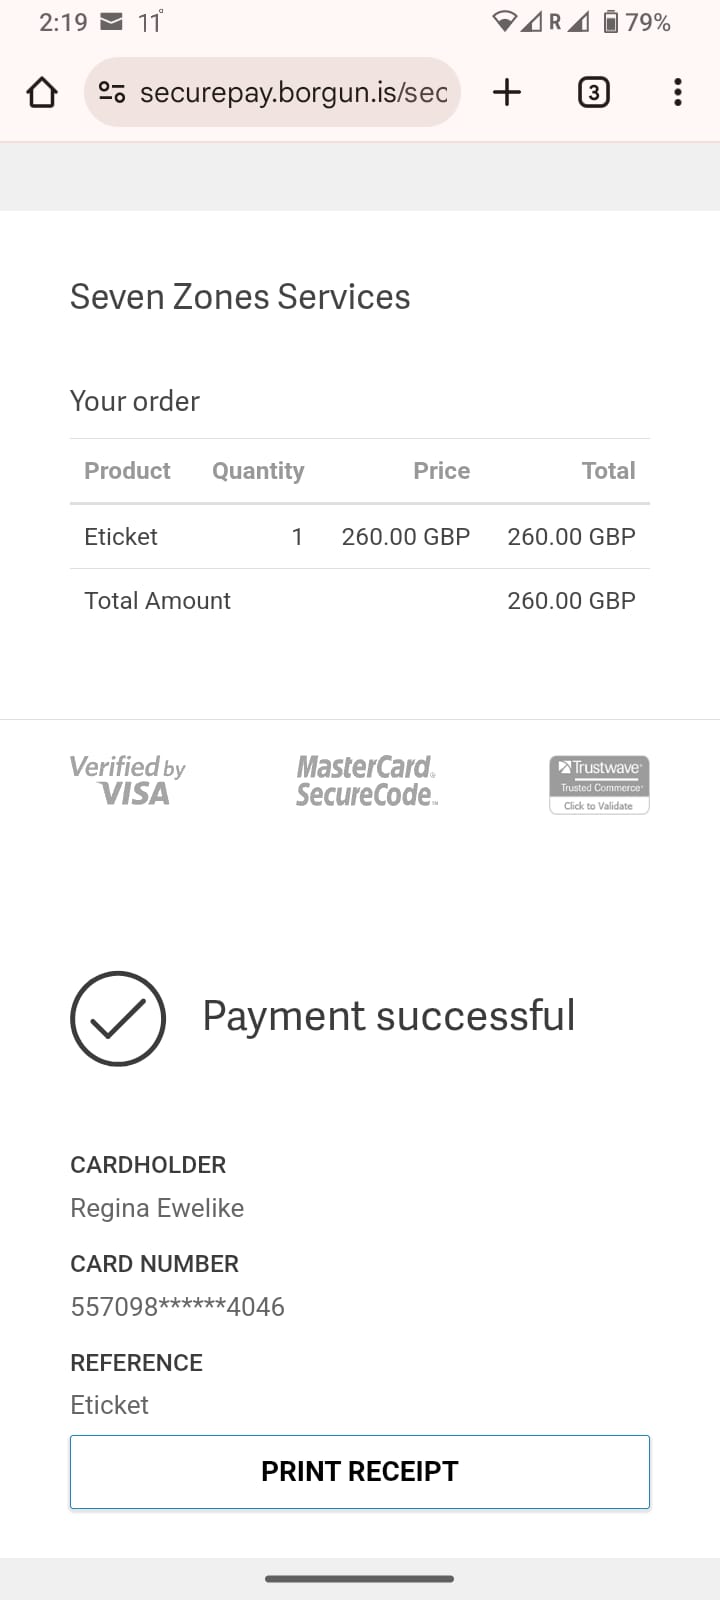 2:19 11° R 79%
securepay.borgun.is/sec 3
Seven Zones Services
Your order
Product Quantity Price Total
Eticket 1 260.00 GBP 260.00 GBP
Total Amount 260.00 GBP
Verified by
VISA
MasterCard.
SecureCode.
Trustwave
Trusted Commerce
Click to Validate
Payment successful
CARDHOLDER
Regina Ewelike
CARD NUMBER
557098******4046
REFERENCE
Eticket
PRINT RECEIPT